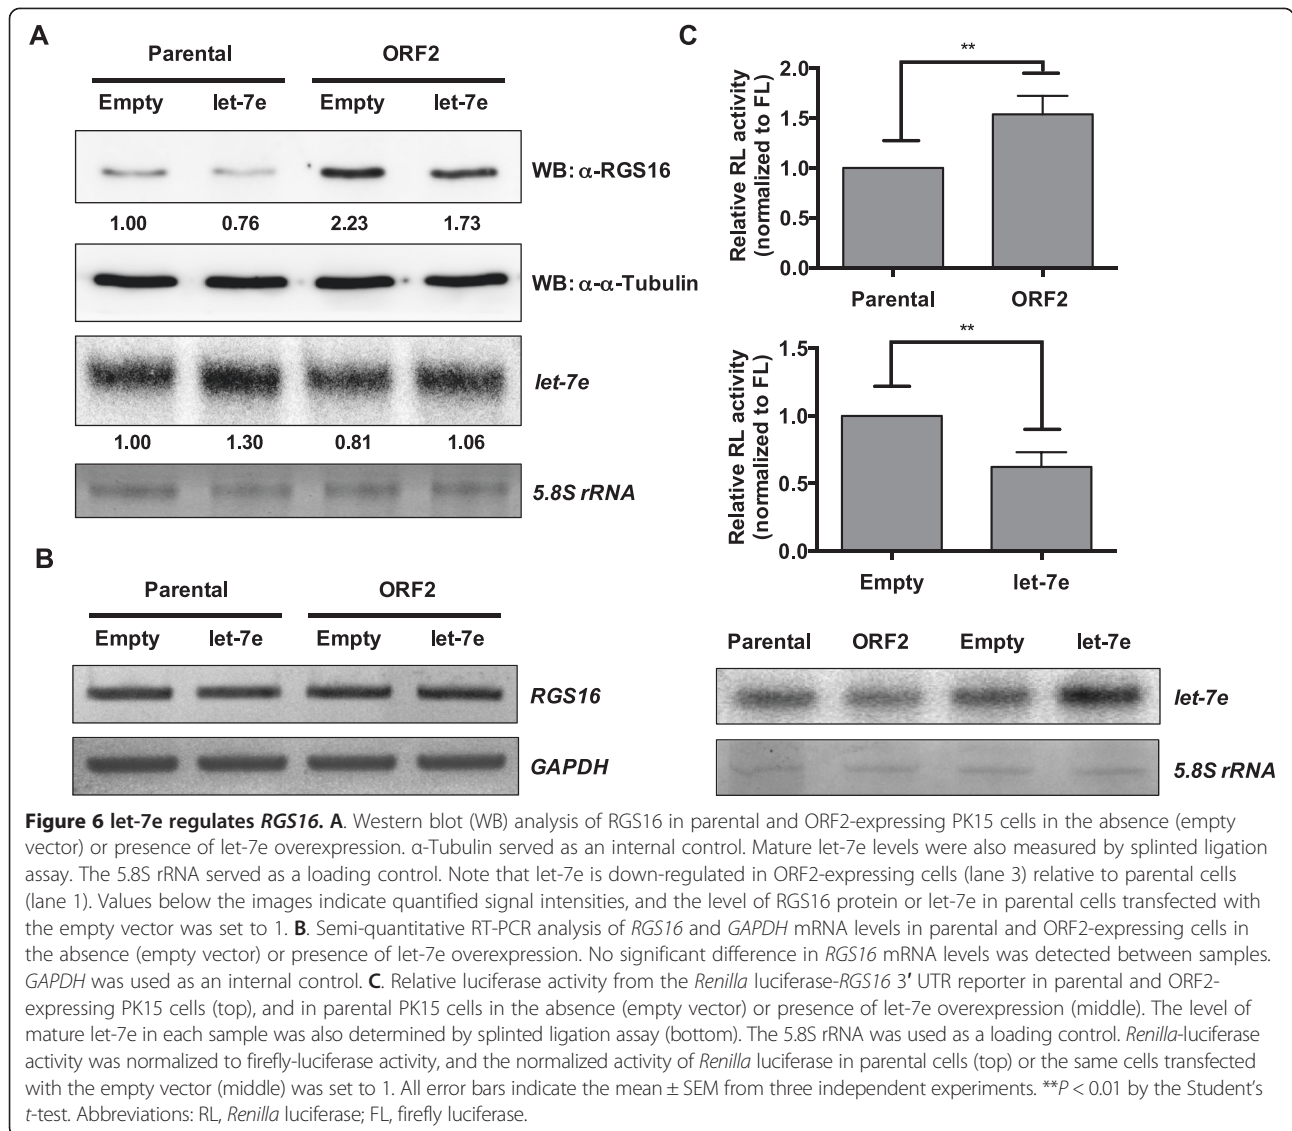 A
Parental ORF2
Empty let-7e Empty let-7e
WB: α-RGS16
1.00 0.76 2.23 1.73
WB: α-α-Tubulin
let-7e
1.00 1.30 0.81 1.06
5.8S rRNA
B
Parental ORF2
Empty let-7e Empty let-7e
RGS16
GAPDH
C
**
Relative RL activity
(normalized to FL)
2.0
1.5
1.0
0.5
0.0
Parental ORF2
**
Relative RL activity
(normalized to FL)
1.5
1.0
0.5
0.0
Empty let-7e
Parental ORF2 Empty let-7e
let-7e
5.8S rRNA
Figure 6 let-7e regulates RGS16. A. Western blot (WB) analysis of RGS16 in parental and ORF2-expressing PK15 cells in the absence (empty
vector) or presence of let-7e overexpression. α-Tubulin served as an internal control. Mature let-7e levels were also measured by splinted ligation
assay. The 5.8S rRNA served as a loading control. Note that let-7e is down-regulated in ORF2-expressing cells (lane 3) relative to parental cells
(lane 1). Values below the images indicate quantified signal intensities, and the level of RGS16 protein or let-7e in parental cells transfected with
the empty vector was set to 1. B. Semi-quantitative RT-PCR analysis of RGS16 and GAPDH mRNA levels in parental and ORF2-expressing cells in
the absence (empty vector) or presence of let-7e overexpression. No significant difference in RGS16 mRNA levels was detected between samples.
GAPDH was used as an internal control. C. Relative luciferase activity from the Renilla luciferase-RGS16 3′ UTR reporter in parental and ORF2-
expressing PK15 cells (top), and in parental PK15 cells in the absence (empty vector) or presence of let-7e overexpression (middle). The level of
mature let-7e in each sample was also determined by splinted ligation assay (bottom). The 5.8S rRNA was used as a loading control. Renilla-luciferase
activity was normalized to firefly-luciferase activity, and the normalized activity of Renilla luciferase in parental cells (top) or the same cells transfected
with the empty vector (middle) was set to 1. All error bars indicate the mean ± SEM from three independent experiments. **P < 0.01 by the Student's
t-test. Abbreviations: RL, Renilla luciferase; FL, firefly luciferase.